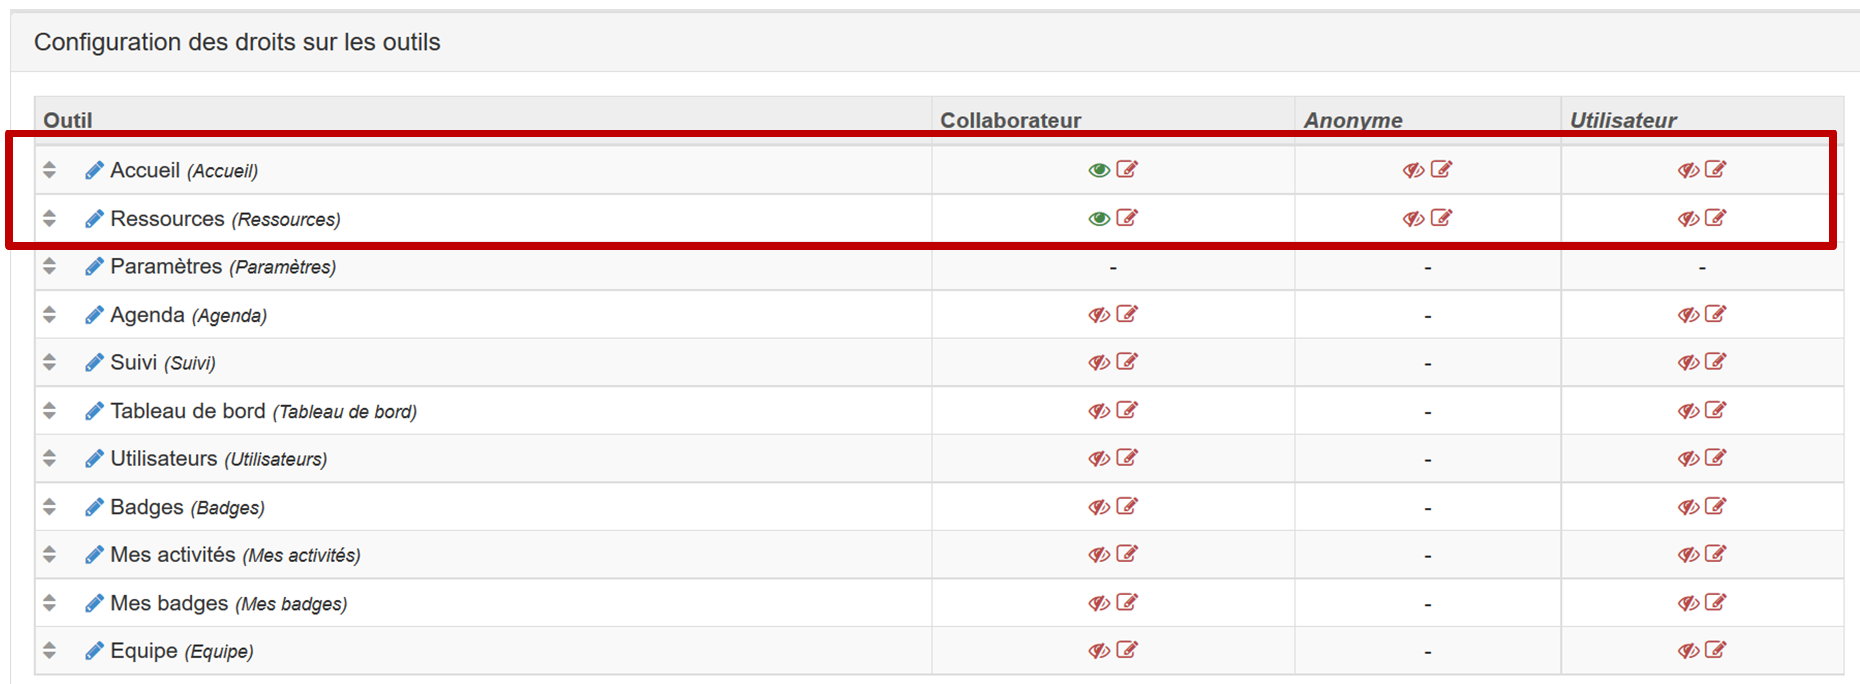 Configuration des droits sur les outils
Outil Collaborateur Anonyme Utilisateur
Accueil (Accueil)
Ressources (Ressources)
Paramètres (Paramètres) - - -
Agenda (Agenda) -
Suivi (Suivi) -
Tableau de bord (Tableau de bord) -
Utilisateurs (Utilisateurs) -
Badges (Badges) -
Mes activités (Mes activités) -
Mes badges (Mes badges) -
Equipe (Equipe) -